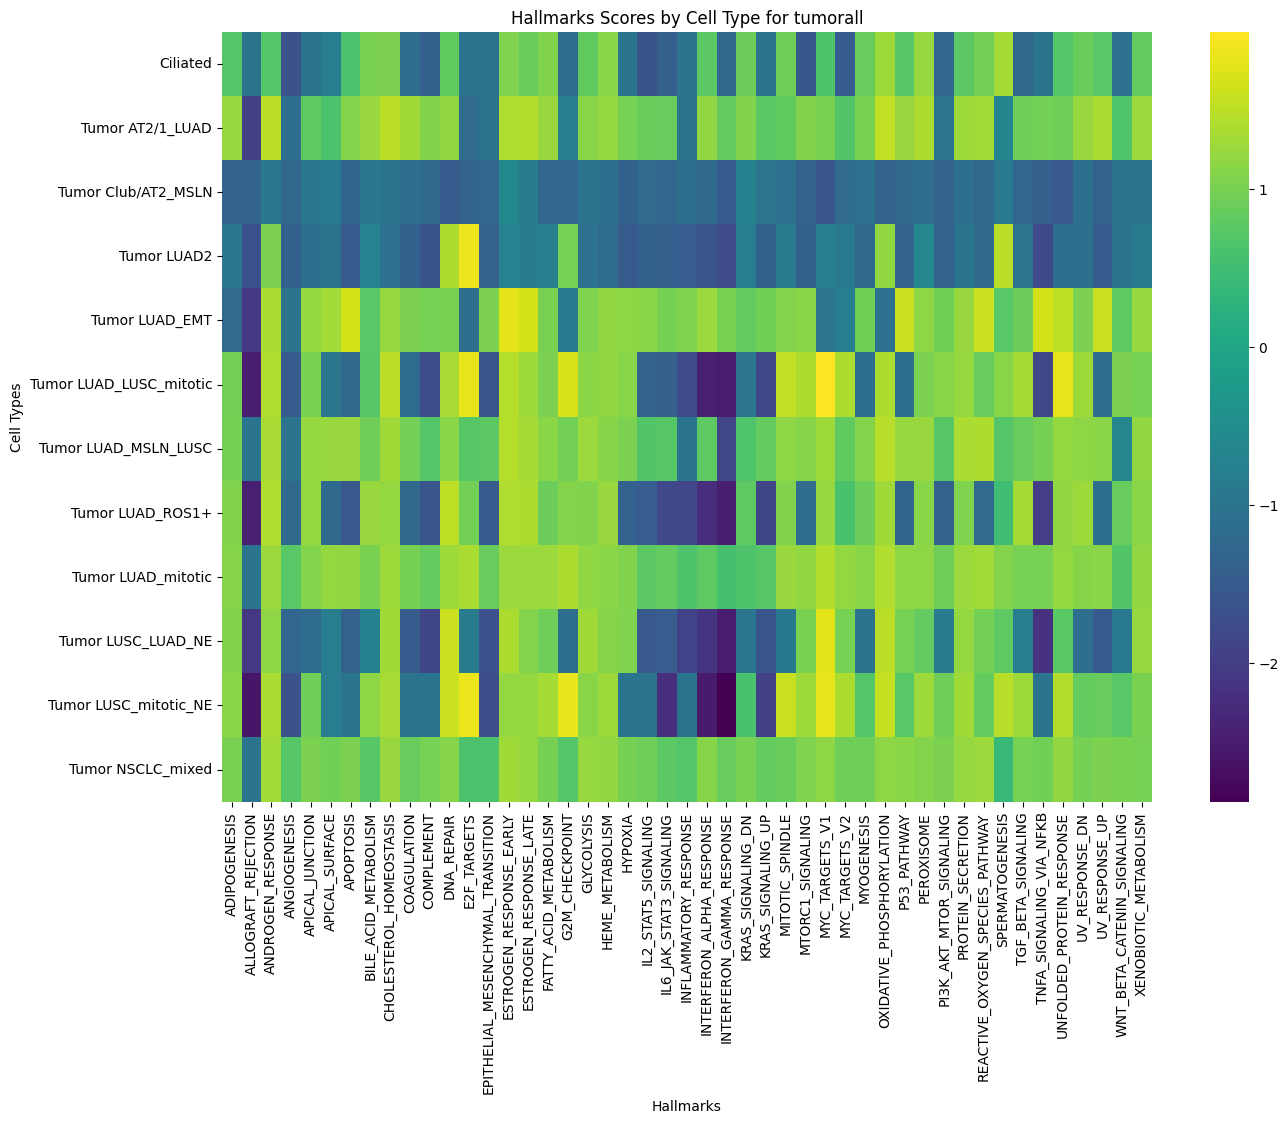 Hallmarks Scores by Cell Type for tumorall
Cell Types
Ciliated
Tumor AT2/1_LUAD
Tumor Club/AT2_MSLN
Tumor LUAD2
Tumor LUAD_EMT
Tumor LUAD_LUSC_mitotic
Tumor LUAD_MSLN_LUSC
Tumor LUAD_ROS1+
Tumor LUAD_mitotic
Tumor LUSC_LUAD_NE
Tumor LUSC_mitotic_NE
Tumor NSCLC_mixed
1
0
−1
−2
ADIPOGENESIS
ALLOGRAFT_REJECTION
ANDROGEN_RESPONSE
ANGIOGENESIS
APICAL_JUNCTION
APICAL_SURFACE
APOPTOSIS
BILE_ACID_METABOLISM
CHOLESTEROL_HOMEOSTASIS
COAGULATION
COMPLEMENT
DNA_REPAIR
E2F_TARGETS
EPITHELIAL_MESENCHYMAL_TRANSITION
ESTROGEN_RESPONSE_EARLY
ESTROGEN_RESPONSE_LATE
FATTY_ACID_METABOLISM
G2M_CHECKPOINT
GLYCOLYSIS
HEME_METABOLISM
HYPOXIA
IL2_STAT5_SIGNALING
IL6_JAK_STAT3_SIGNALING
INFLAMMATORY_RESPONSE
INTERFERON_ALPHA_RESPONSE
INTERFERON_GAMMA_RESPONSE
KRAS_SIGNALING_DN
KRAS_SIGNALING_UP
MITOTIC_SPINDLE
MTORC1_SIGNALING
MYC_TARGETS_V1
MYC_TARGETS_V2
MYOGENESIS
OXIDATIVE_PHOSPHORYLATION
P53_PATHWAY
PEROXISOME
PI3K_AKT_MTOR_SIGNALING
PROTEIN_SECRETION
REACTIVE_OXYGEN_SPECIES_PATHWAY
SPERMATOGENESIS
TGF_BETA_SIGNALING
TNFA_SIGNALING_VIA_NFKB
UNFOLDED_PROTEIN_RESPONSE
UV_RESPONSE_DN
UV_RESPONSE_UP
WNT_BETA_CATENIN_SIGNALING
XENOBIOTIC_METABOLISM
Hallmarks